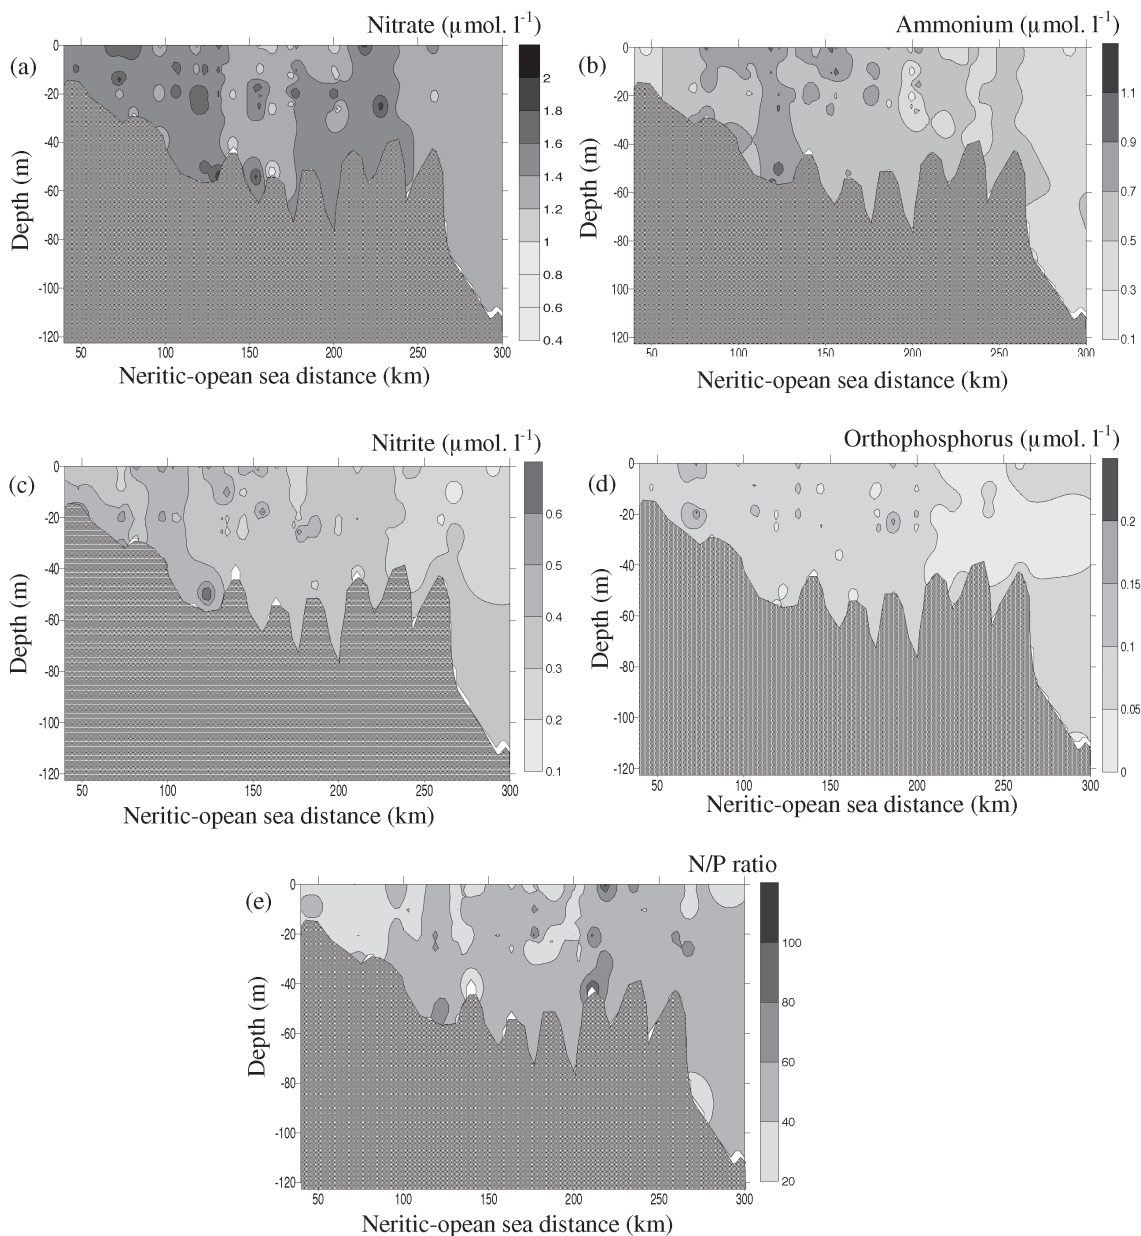 Nitrate (µmol. l-1)
(a)
0
-20
-40
-60
-80
-100
-120
Depth (m)
50 100 150 200 250 300
Neritic-opean sea distance (km)
2
1.8
1.6
1.4
1.2
1
0.8
0.6
0.4
Ammonium (µmol. l-1)
(b)
0
-20
-40
-60
-80
100
120
Depth (m)
50 100 150 200 250 300
Neritic-opean sea distance (km)
1.1
0.9
0.7
0.5
0.3
0.1
Nitrite (µmol. l-1)
(c)
0
-20
-40
-60
-80
-100
-120
Depth (m)
50 100 150 200 250 300
Neritic-opean sea distance (km)
0.6
0.5
0.4
0.3
0.2
0.1
Orthophosphorus (µmol. l-1)
(d)
0
-20
-40
-60
-80
-100
-120
Depth (m)
50 100 150 200 250 300
Neritic-opean sea distance (km)
0.2
0.15
0.1
0.05
0
N/P ratio
(e)
0
-20
-40
-60
-80
-100
-120
Depth (m)
50 100 150 200 250 300
Neritic-opean sea distance (km)
100
80
60
40
20